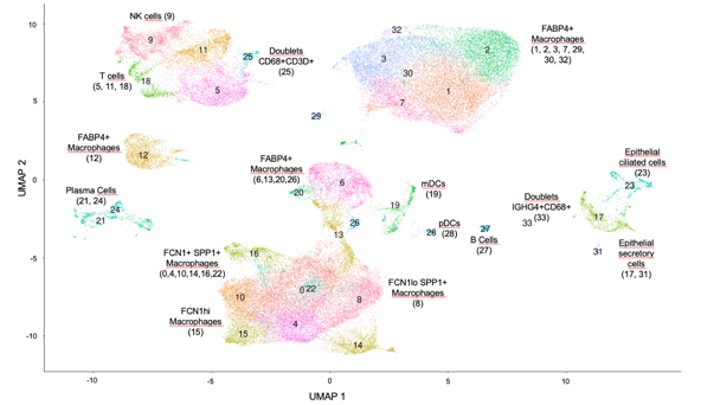 NK cells (9)
9
11
25
Doublets
CD68+CD3D+
(25)
T cells
(5, 11, 18)
18
5
32
3
2
30
1
7
29
FABP4+
Macrophages
(1, 2, 3, 7, 29,
30, 32)
FABP4+
Macrophages
(12)
12
Plasma Cells
(21, 24)
24
21
FABP4+
Macrophages
(6,13,20,26)
6
20
26
13
mDCs
(19)
19
pDCs
(28)
28
27
B Cells
(27)
Doublets
IGHG4+CD68+
(33)
33
Epithelial
ciliated cells
(23)
23
17
31
Epithelial
secretory
cells
(17, 31)
FCN1+ SPP1+
Macrophages
(0,4,10,14,16,22)
16
10
0
22
8
4
15
14
FCN1hi
Macrophages
(15)
FCN1lo SPP1+
Macrophages
(8)
10
5
0
-5
-10
UMAP 2
-10
-5
0
5
10
UMAP 1